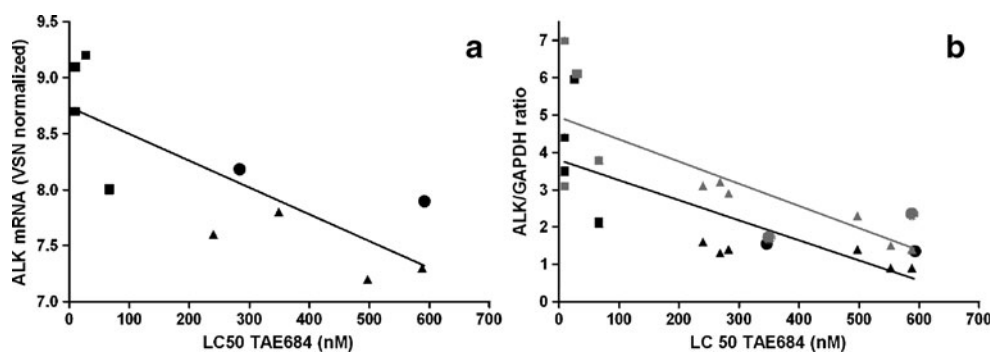 a
ALK mRNA (VSN normalized)
9.5
9.0
8.5
8.0
7.5
7.0
0 100 200 300 400 500 600 700
LC50 TAE684 (nM)
b
ALK/GAPDH ratio
7
6
5
4
3
2
1
0
0 100 200 300 400 500 600 700
LC 50 TAE684 (nM)